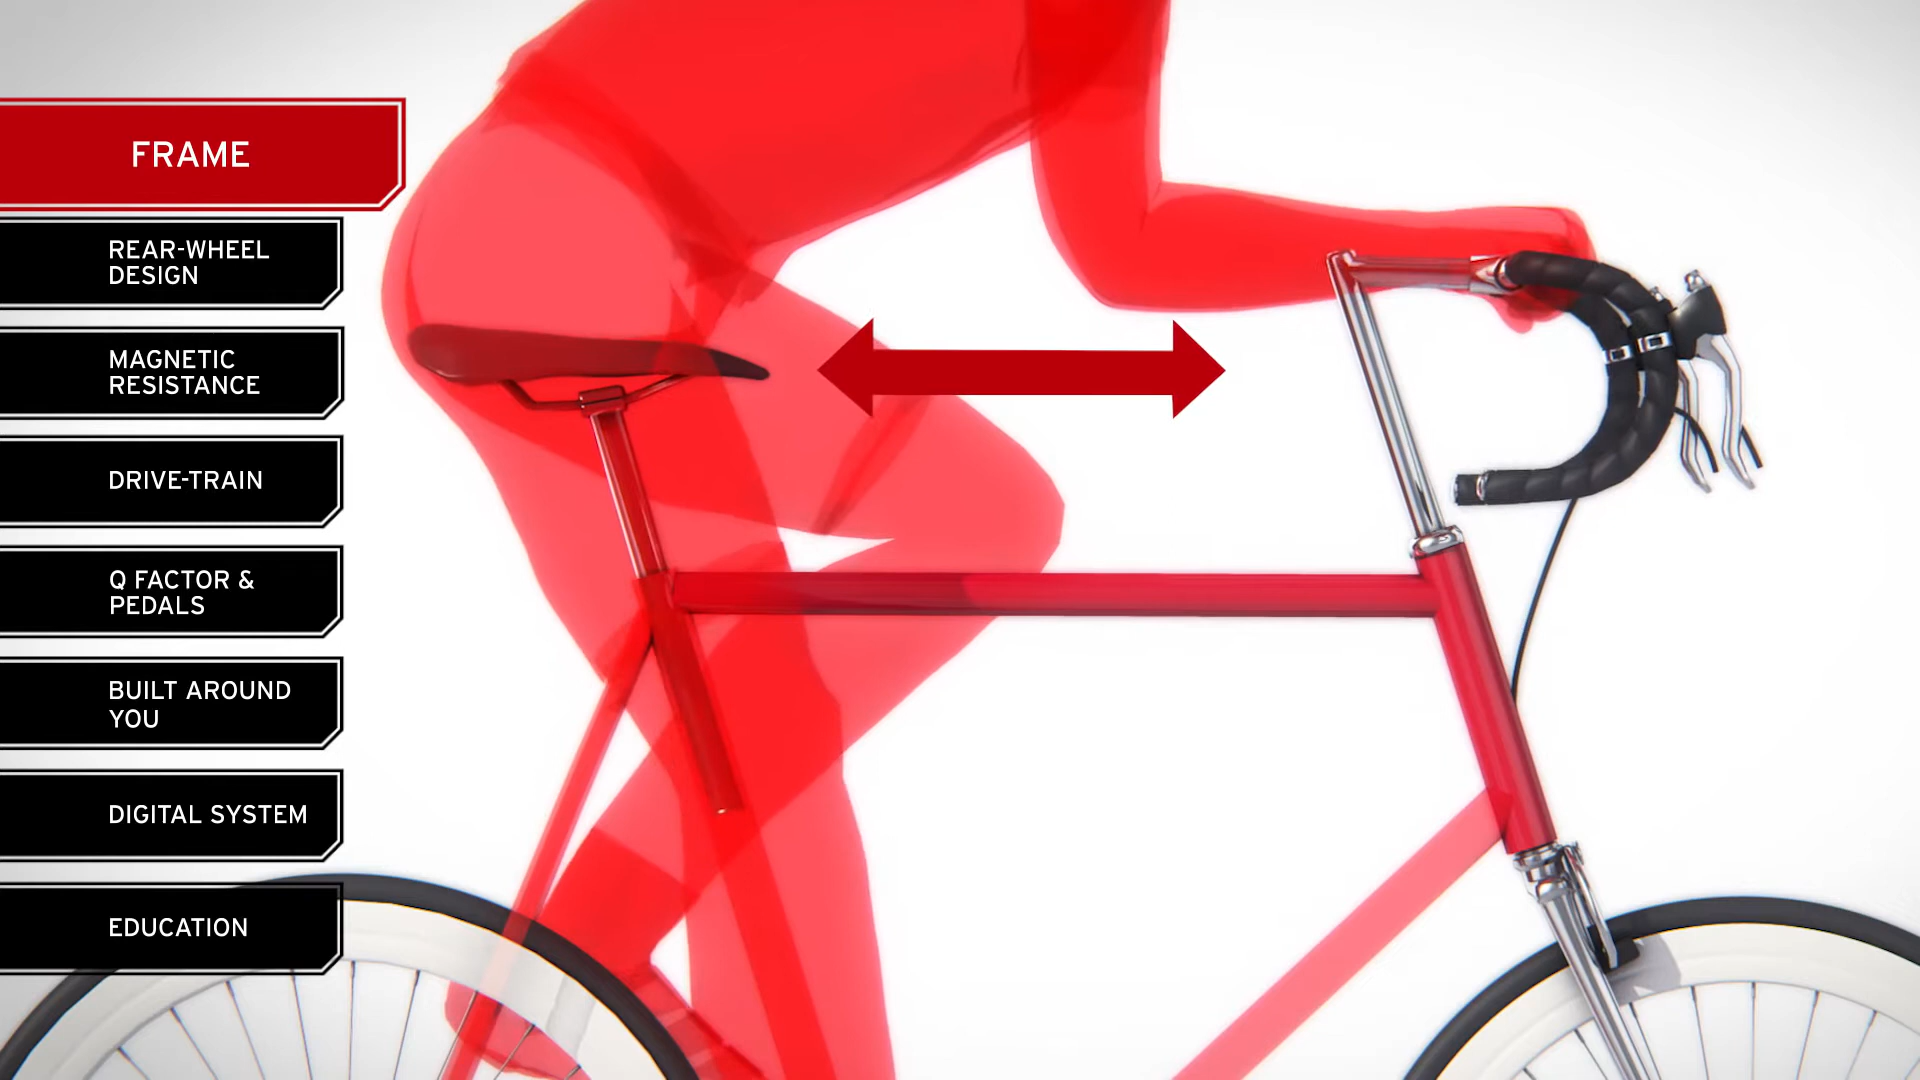 FRAME
REAR-WHEEL
DESIGN
MAGNETIC
RESISTANCE
DRIVE-TRAIN
Q FACTOR &
PEDALS
BUILT AROUND
YOU
DIGITAL SYSTEM
EDUCATION